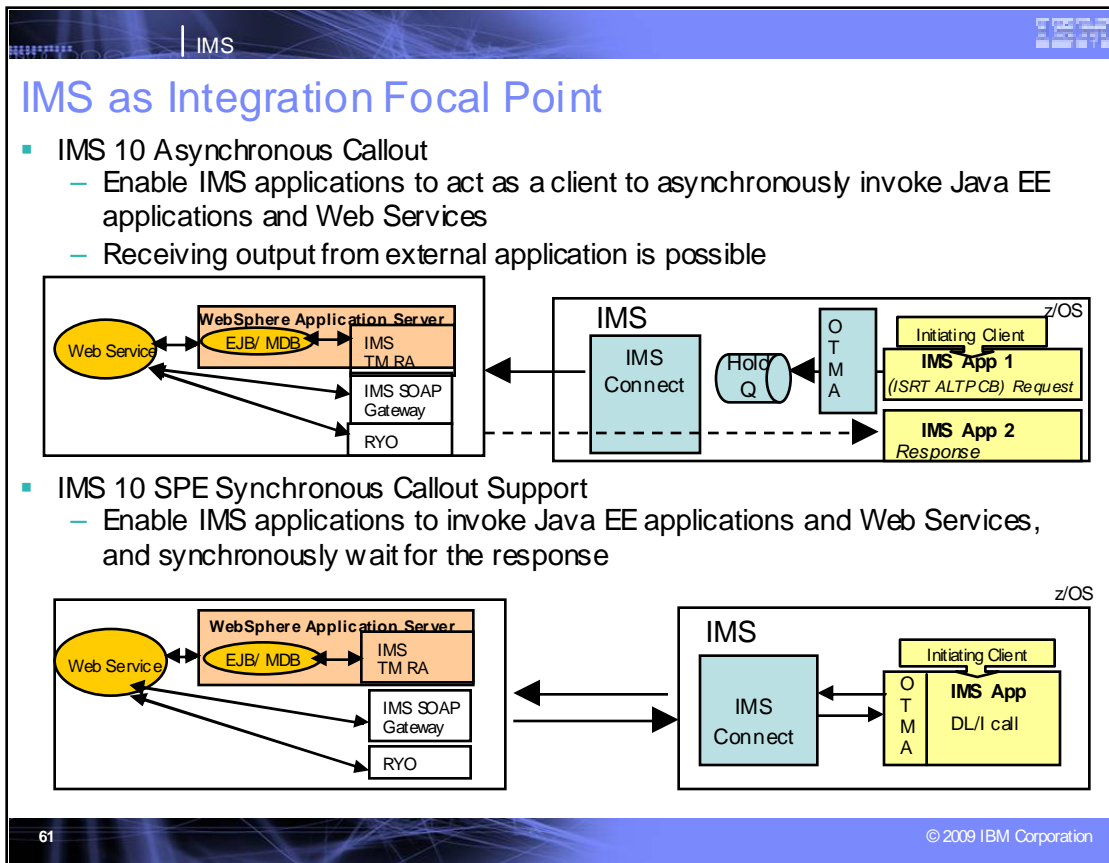 IMS
IBM
IMS as Integration Focal Point
▪ IMS 10 Asynchronous Callout
– Enable IMS applications to act as a client to asynchronously invoke Java EE
applications and Web Services
– Receiving output from external application is possible
Web Service
WebSphere Application Server
EJB/ MDB
IMS
TM RA
IMS SOAP
Gateway
RYO
z/OS
IMS
IMS
Connect
Hold
Q
O
T
M
A
Initiating Client
IMS App 1
(ISRT ALTPCB) Request
IMS App 2
Response
▪ IMS 10 SPE Synchronous Callout Support
– Enable IMS applications to invoke Java EE applications and Web Services,
and synchronously wait for the response
Web Service
WebSphere Application Server
EJB/ MDB
IMS
TM RA
IMS SOAP
Gateway
RYO
z/OS
IMS
IMS
Connect
O
T
M
A
Initiating Client
IMS App
DL/I call
61
© 2009 IBM Corporation